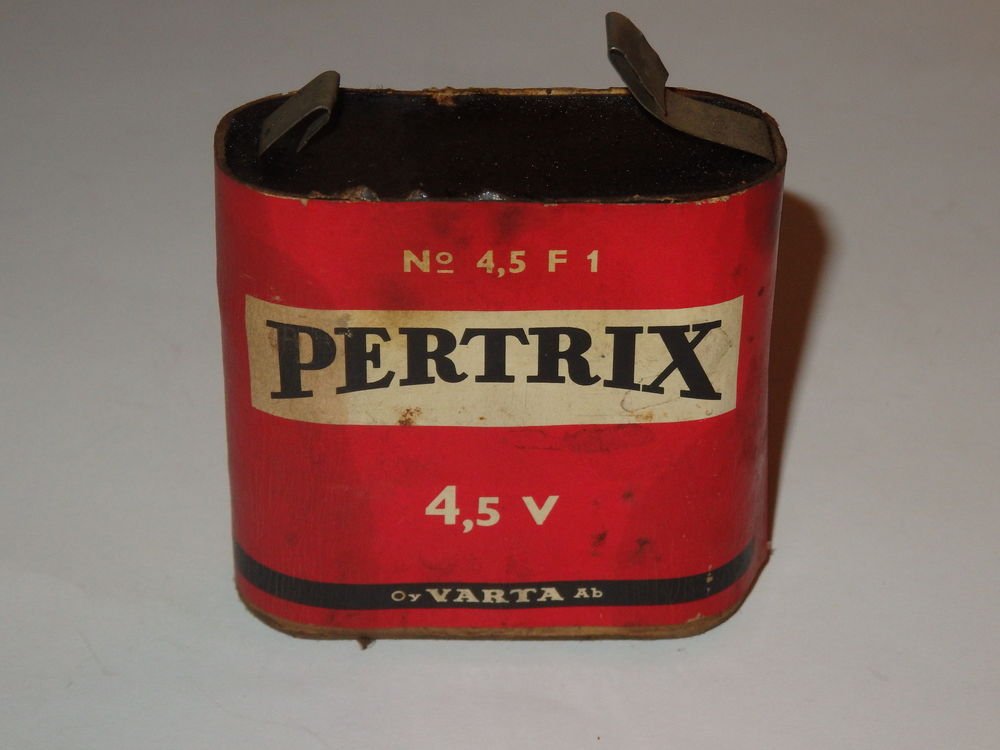 Nº 4,5 F 1
PERTRIX
4,5 V
Oy VARTA Ab